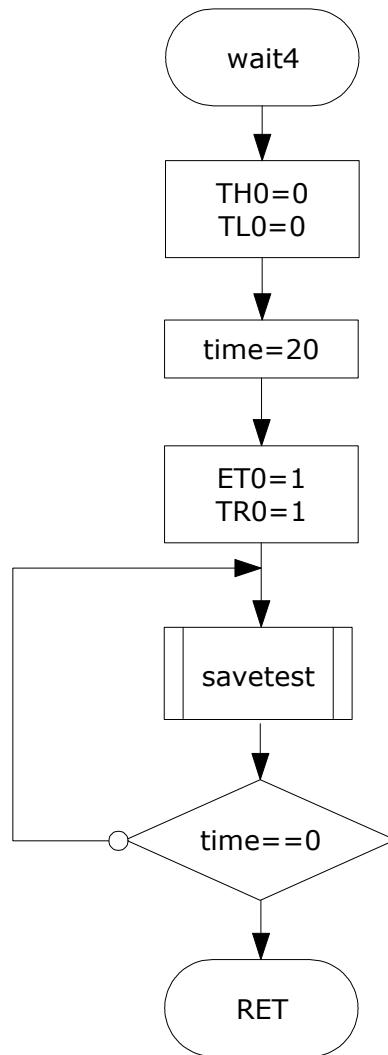 wait4
TH0=0
TL0=0
time=20
ET0=1
TR0=1
savetest
time==0
RET